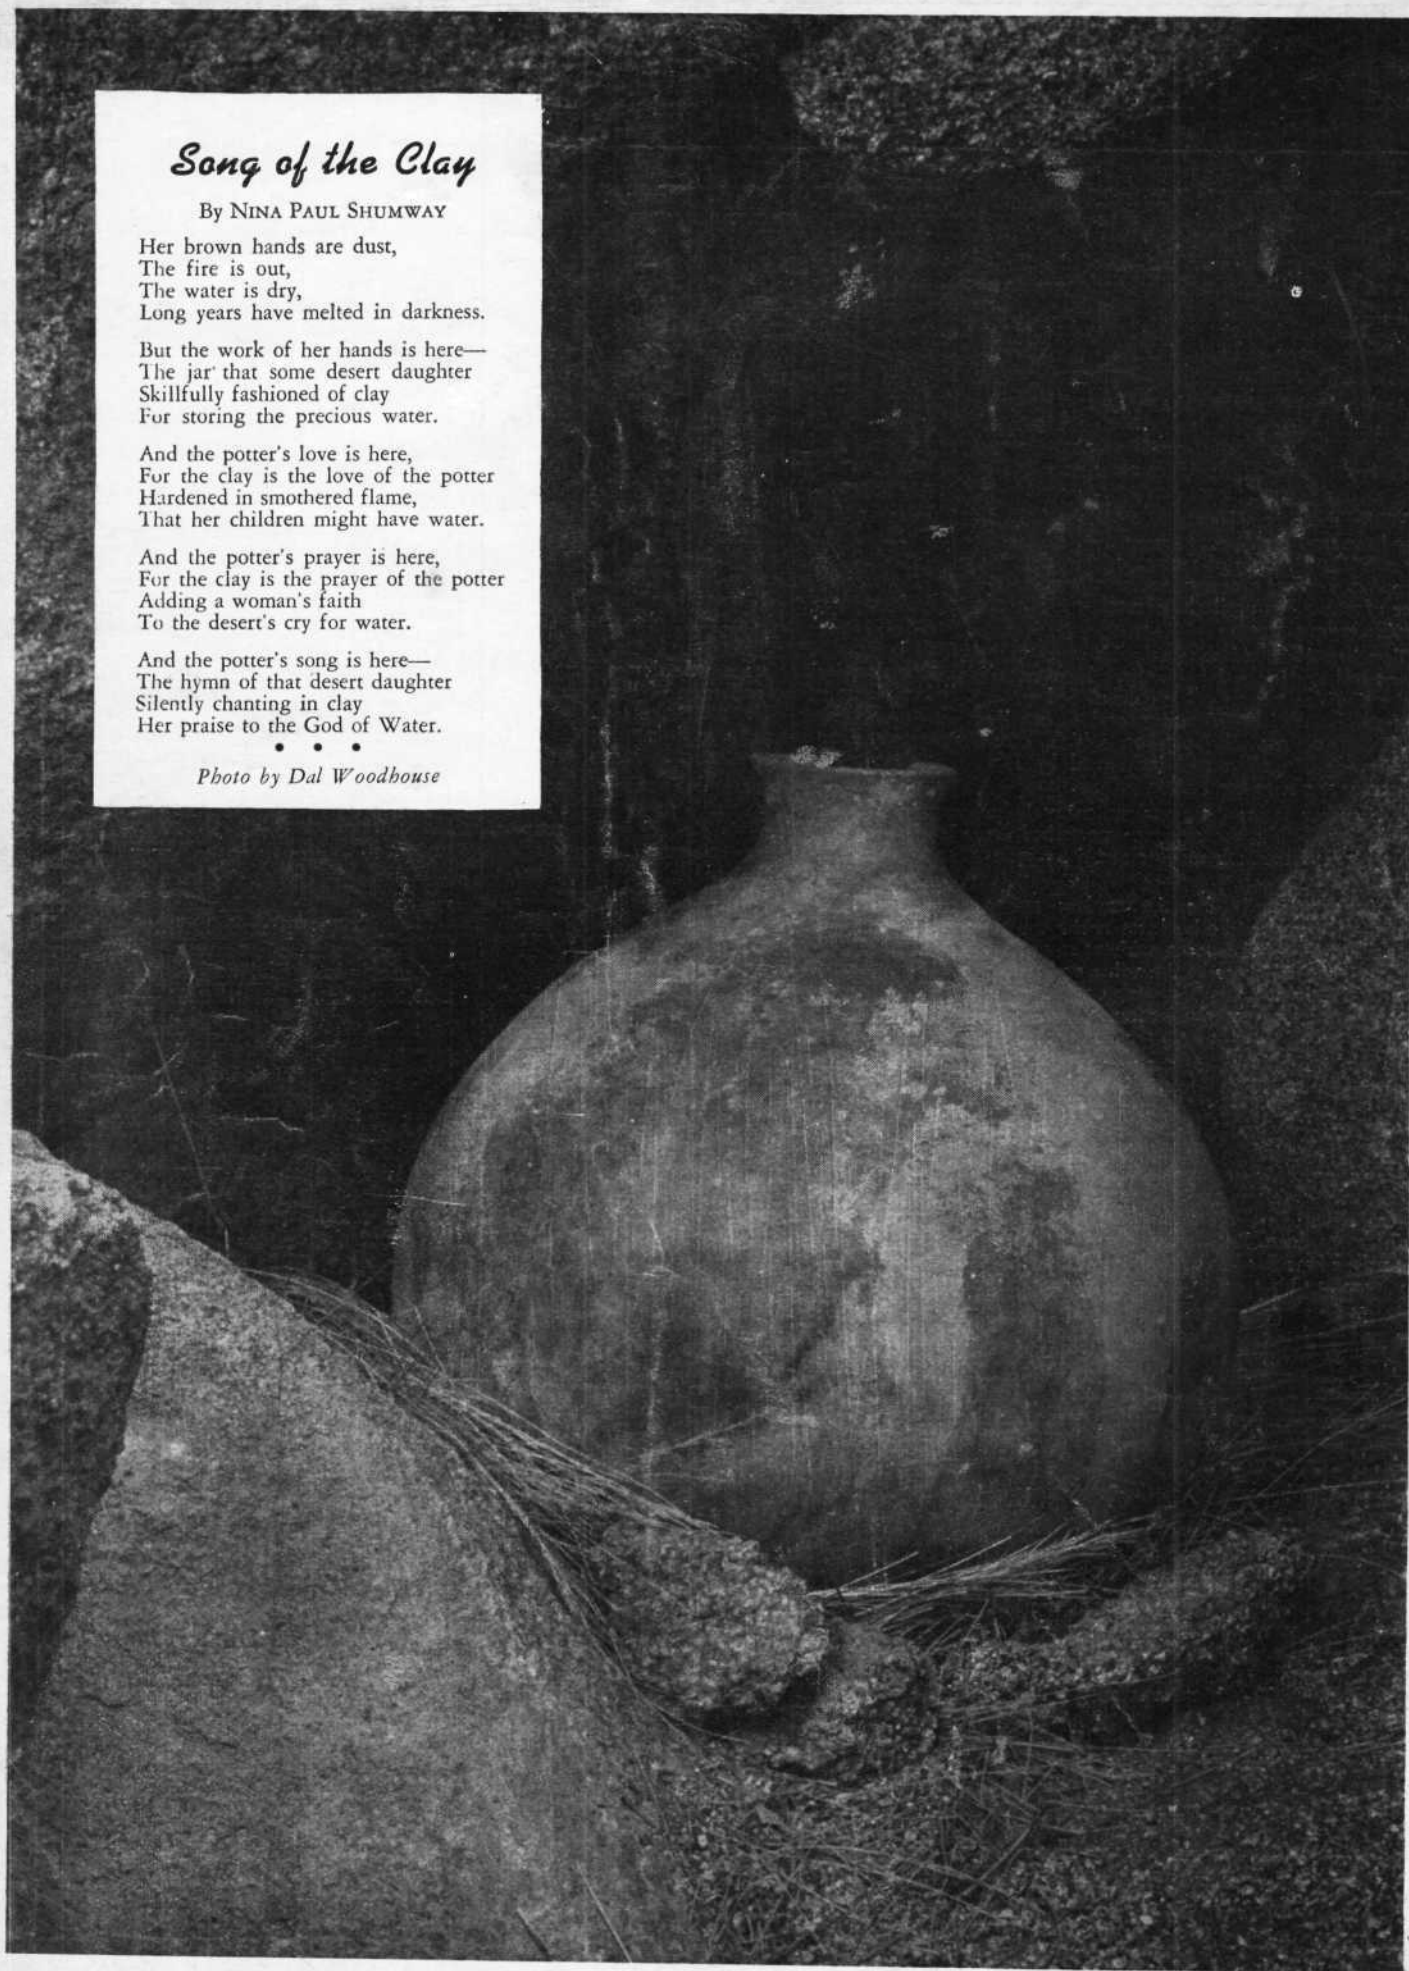 Song of the Clay
By NINA PAUL SHUMWAY
Her brown hands are dust,
The fire is out,
The water is dry,
Long years have melted in darkness.
But the work of her hands is here—
The jar that some desert daughter
Skillfully fashioned of clay
For storing the precious water.
And the potter's love is here,
For the clay is the love of the potter
Hardened in smothered flame,
That her children might have water.
And the potter's prayer is here,
For the clay is the prayer of the potter
Adding a woman's faith
To the desert's cry for water.
And the potter's song is here—
The hymn of that desert daughter
Silently chanting in clay
Her praise to the God of Water.
• • •
Photo by Dal Woodhouse